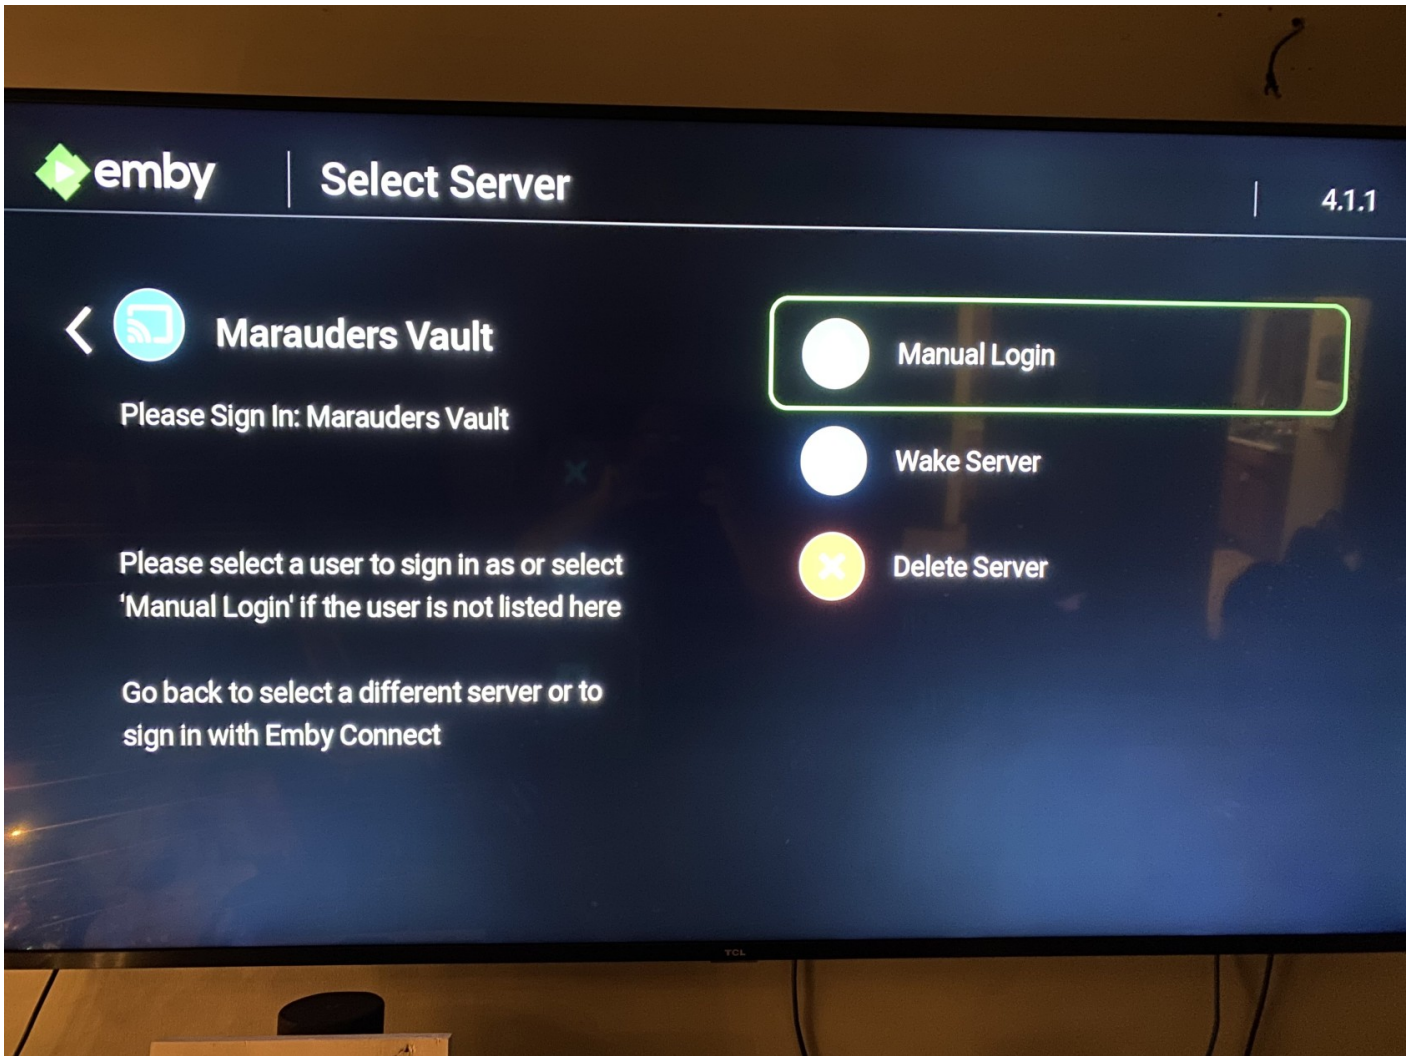 emby
Select Server
4.1.1
Marauders Vault
Please Sign In: Marauders Vault
Please select a user to sign in as or select
'Manual Login' if the user is not listed here
Go back to select a different server or to
sign in with Emby Connect
Manual Login
Wake Server
Delete Server
TCL